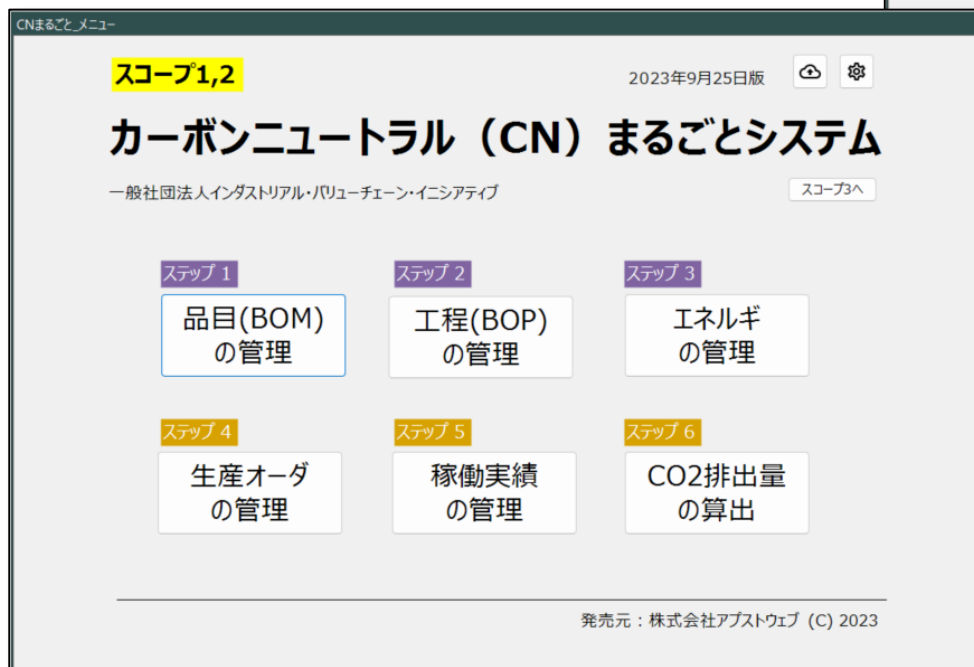 CNまるごと_メニュー
スコープ1,2
2023年9月25日版
カーボンニュートラル（CN）まるごとシステム
一般社団法人インダストリアル・バリューチェーン・イニシアティブ
スコープ3へ
ステップ 1
品目(BOM)
の管理
ステップ 2
工程(BOP)
の管理
ステップ 3
エネルギ
の管理
ステップ 4
生産オーダ
の管理
ステップ 5
稼働実績
の管理
ステップ 6
CO2排出量
の算出
発売元：株式会社アプストウェブ (C) 2023